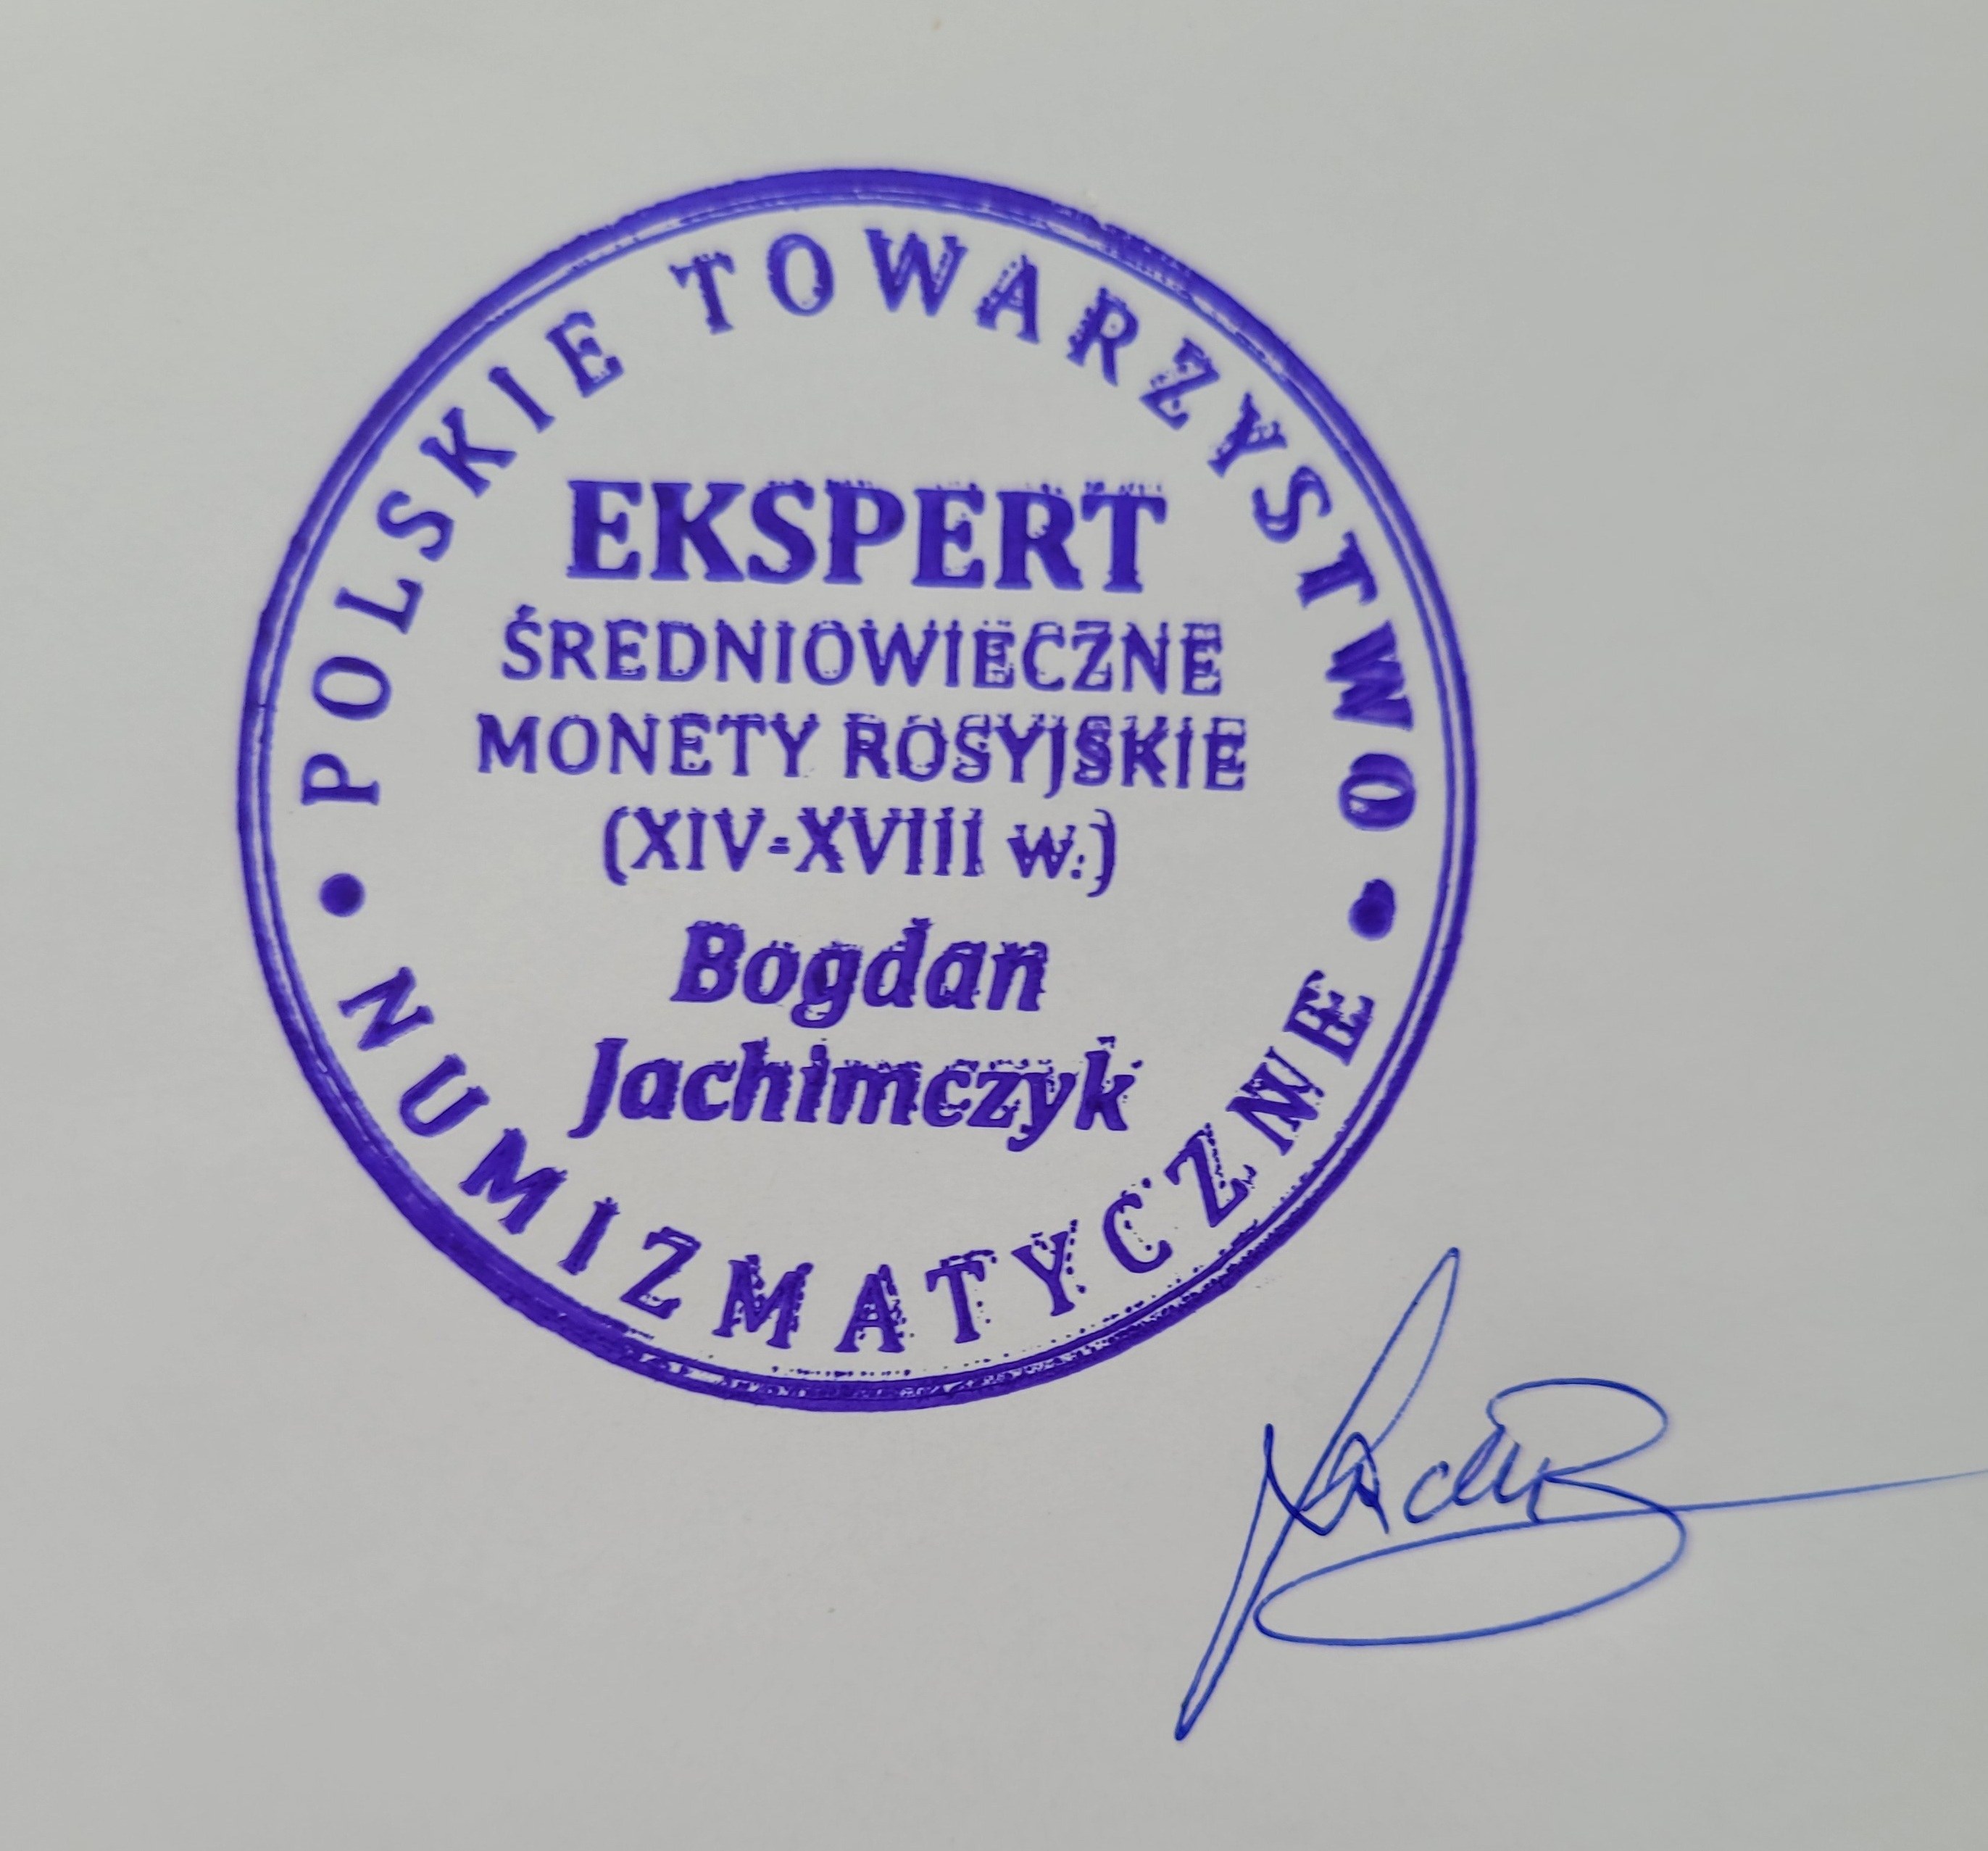 POLSKIE TOWARZYSTWO
EKSPERT
ŚREDNIOWIECZNE
MONETY ROSYJSKIE
(XIV-XVIII w.)
Bogdan
Jachimczyk
• NUMIZMATYCZNE •